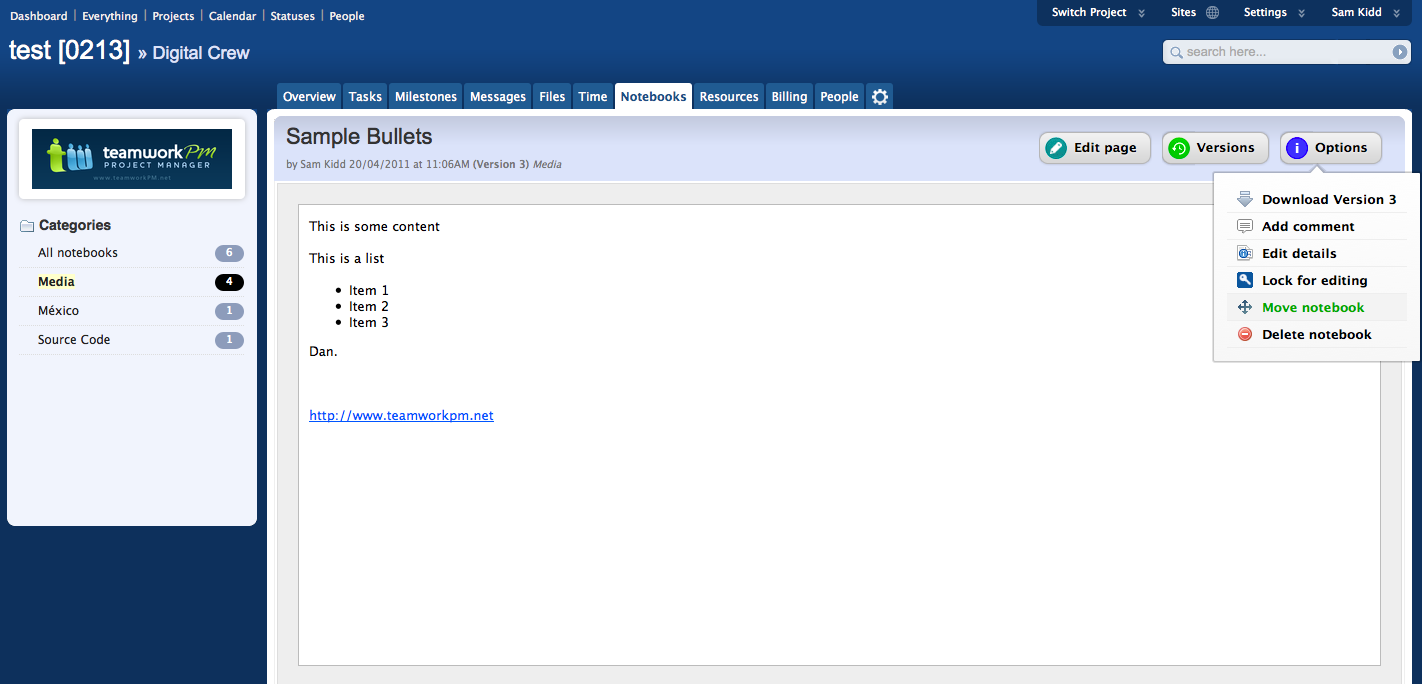 Dashboard | Everything | Projects | Calendar | Statuses | People
Switch Project Sites Settings Sam Kidd
test [0213] » Digital Crew
search here...
Overview Tasks Milestones Messages Files Time Notebooks Resources Billing People
teamworkPm
PROJECT MANAGER
www.teamworkPM.net
Categories
All notebooks 6
Media 4
México 1
Source Code 1
Sample Bullets
by Sam Kidd 20/04/2011 at 11:06AM (Version 3) Media
Edit page Versions i Options
Download Version 3
Add comment
Edit details
Lock for editing
Move notebook
Delete notebook
This is some content
This is a list
• Item 1
• Item 2
• Item 3
Dan.
http://www.teamworkpm.net